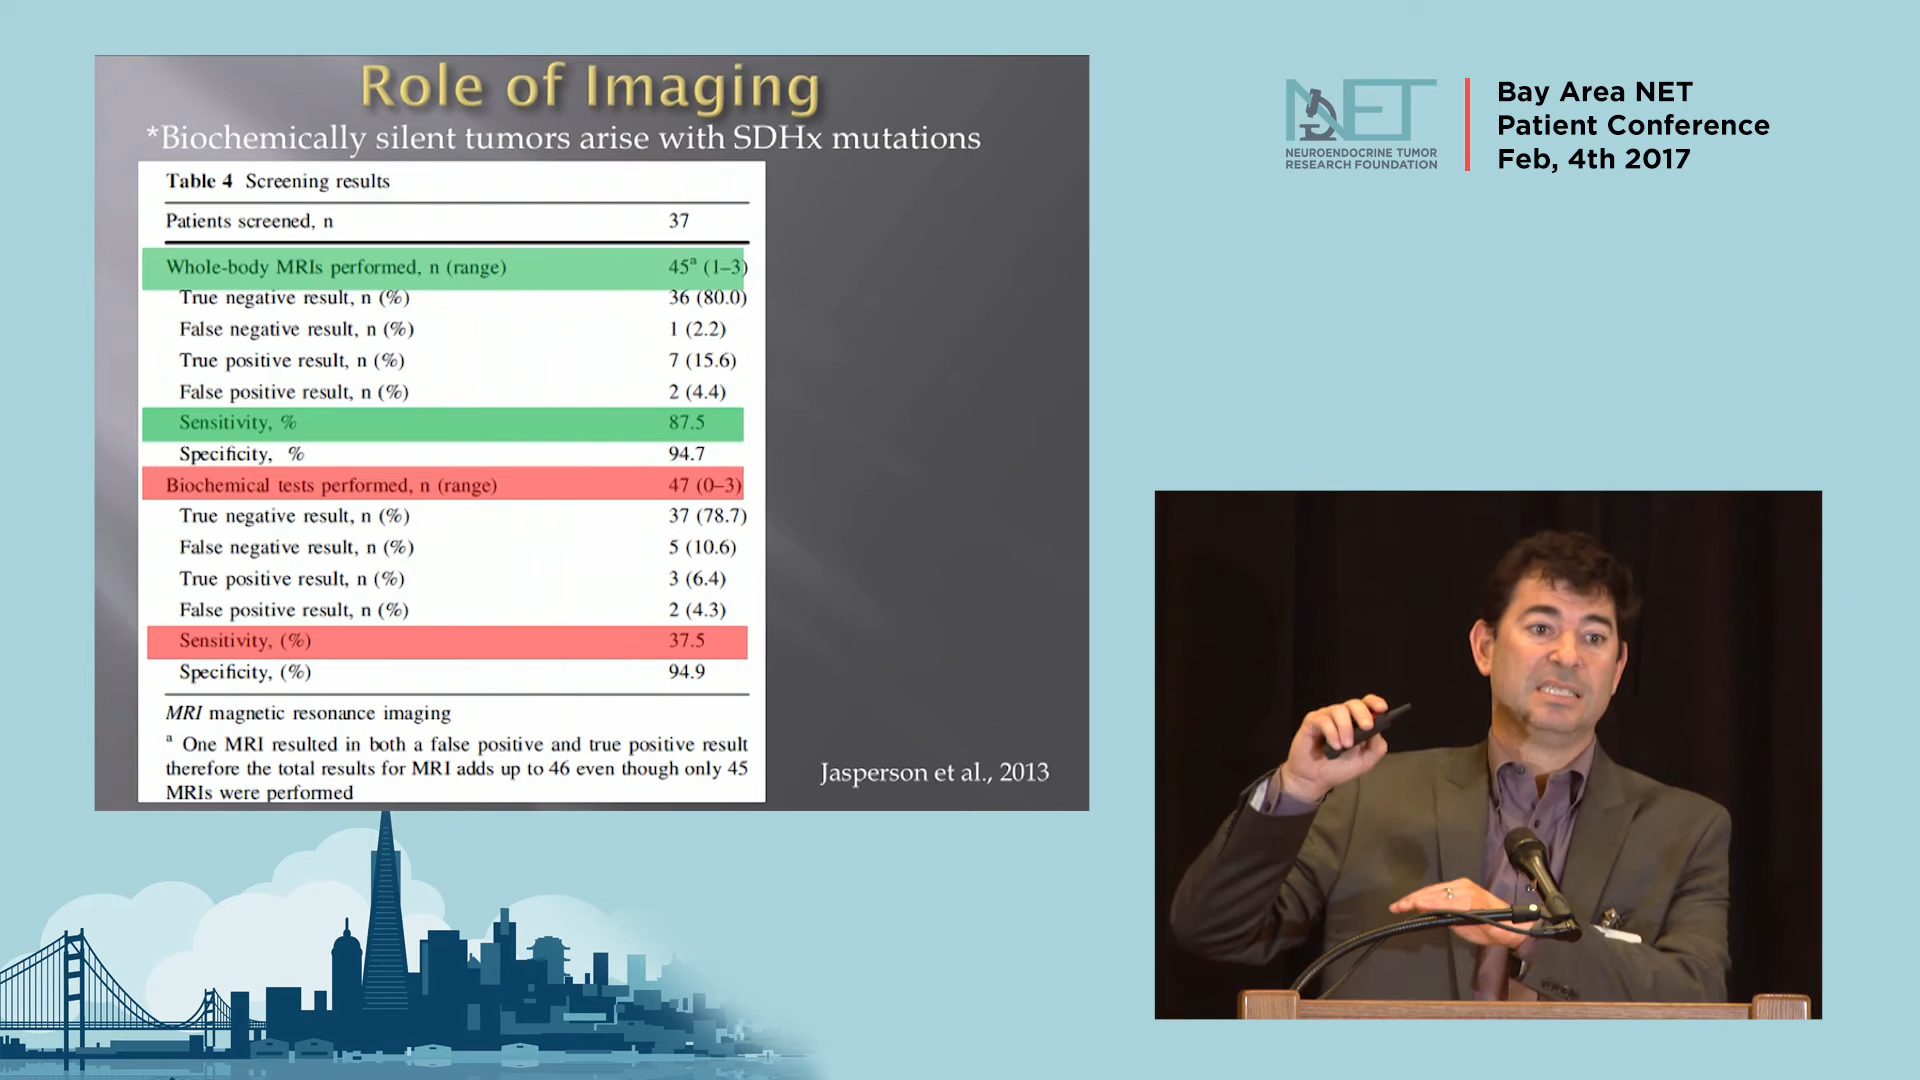 Role of Imaging
*Biochemically silent tumors arise with SDHx mutations
Table 4 Screening results
Patients screened, n 37
Whole-body MRIs performed, n (range) 45ª (1–3)
True negative result, n (%) 36 (80.0)
False negative result, n (%) 1 (2.2)
True positive result, n (%) 7 (15.6)
False positive result, n (%) 2 (4.4)
Sensitivity, % 87.5
Specificity, % 94.7
Biochemical tests performed, n (range) 47 (0–3)
True negative result, n (%) 37 (78.7)
False negative result, n (%) 5 (10.6)
True positive result, n (%) 3 (6.4)
False positive result, n (%) 2 (4.3)
Sensitivity, (%) 37.5
Specificity, (%) 94.9
MRI magnetic resonance imaging
ª One MRI resulted in both a false positive and true positive result
therefore the total results for MRI adds up to 46 even though only 45
MRIs were performed
Jasperson et al., 2013
NET
NEUROENDOCRINE TUMOR
RESEARCH FOUNDATION
Bay Area NET
Patient Conference
Feb, 4th 2017